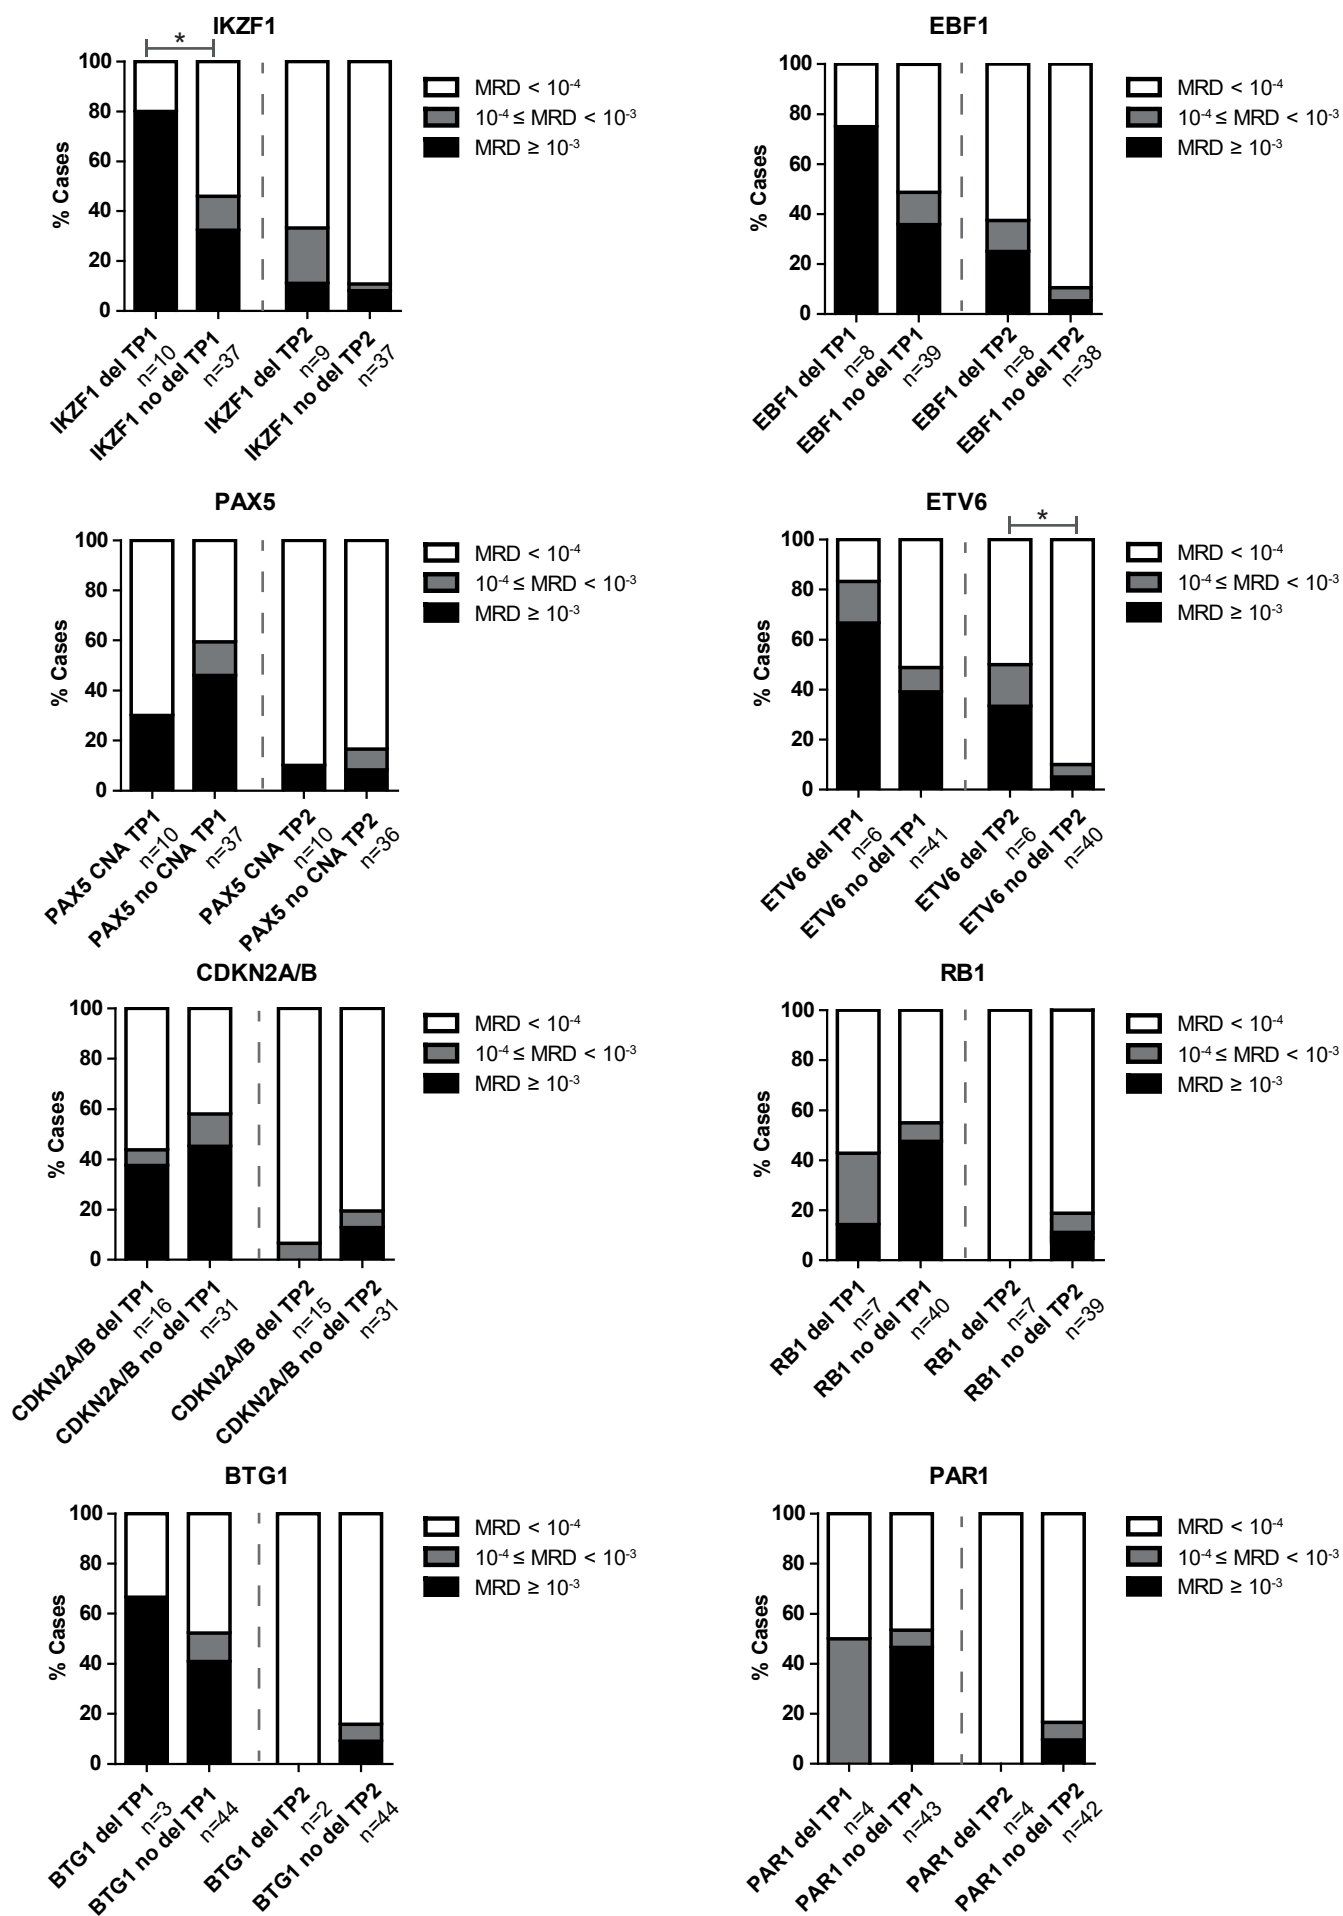 IKZF1
*
% Cases
100
80
60
40
20
0
IKZF1 del TP1
n=10
IKZF1 no del TP1
n=37
IKZF1 del TP2
n=9
IKZF1 no del TP2
n=37
MRD < 10-4
10-4 ≤ MRD < 10-3
MRD ≥ 10-3
EBF1
% Cases
100
80
60
40
20
0
EBF1 del TP1
n=8
EBF1 no del TP1
n=39
EBF1 del TP2
n=8
EBF1 no del TP2
n=38
MRD < 10-4
10-4 ≤ MRD < 10-3
MRD ≥ 10-3
PAX5
% Cases
100
80
60
40
20
0
PAX5 CNA TP1
n=10
PAX5 no CNA TP1
n=37
PAX5 CNA TP2
n=10
PAX5 no CNA TP2
n=36
MRD < 10-4
10-4 ≤ MRD < 10-3
MRD ≥ 10-3
ETV6
*
% Cases
100
80
60
40
20
0
ETV6 del TP1
n=6
ETV6 no del TP1
n=41
ETV6 del TP2
n=6
ETV6 no del TP2
n=40
MRD < 10-4
10-4 ≤ MRD < 10-3
MRD ≥ 10-3
CDKN2A/B
% Cases
100
80
60
40
20
0
CDKN2A/B del TP1
n=16
CDKN2A/B no del TP1
n=31
CDKN2A/B del TP2
n=15
CDKN2A/B no del TP2
n=31
MRD < 10-4
10-4 ≤ MRD < 10-3
MRD ≥ 10-3
RB1
% Cases
100
80
60
40
20
0
RB1 del TP1
n=7
RB1 no del TP1
n=40
RB1 del TP2
n=7
RB1 no del TP2
n=39
MRD < 10-4
10-4 ≤ MRD < 10-3
MRD ≥ 10-3
BTG1
% Cases
100
80
60
40
20
0
BTG1 del TP1
n=3
BTG1 no del TP1
n=44
BTG1 del TP2
n=2
BTG1 no del TP2
n=44
MRD < 10-4
10-4 ≤ MRD < 10-3
MRD ≥ 10-3
PAR1
% Cases
100
80
60
40
20
0
PAR1 del TP1
n=4
PAR1 no del TP1
n=43
PAR1 del TP2
n=4
PAR1 no del TP2
n=42
MRD < 10-4
10-4 ≤ MRD < 10-3
MRD ≥ 10-3